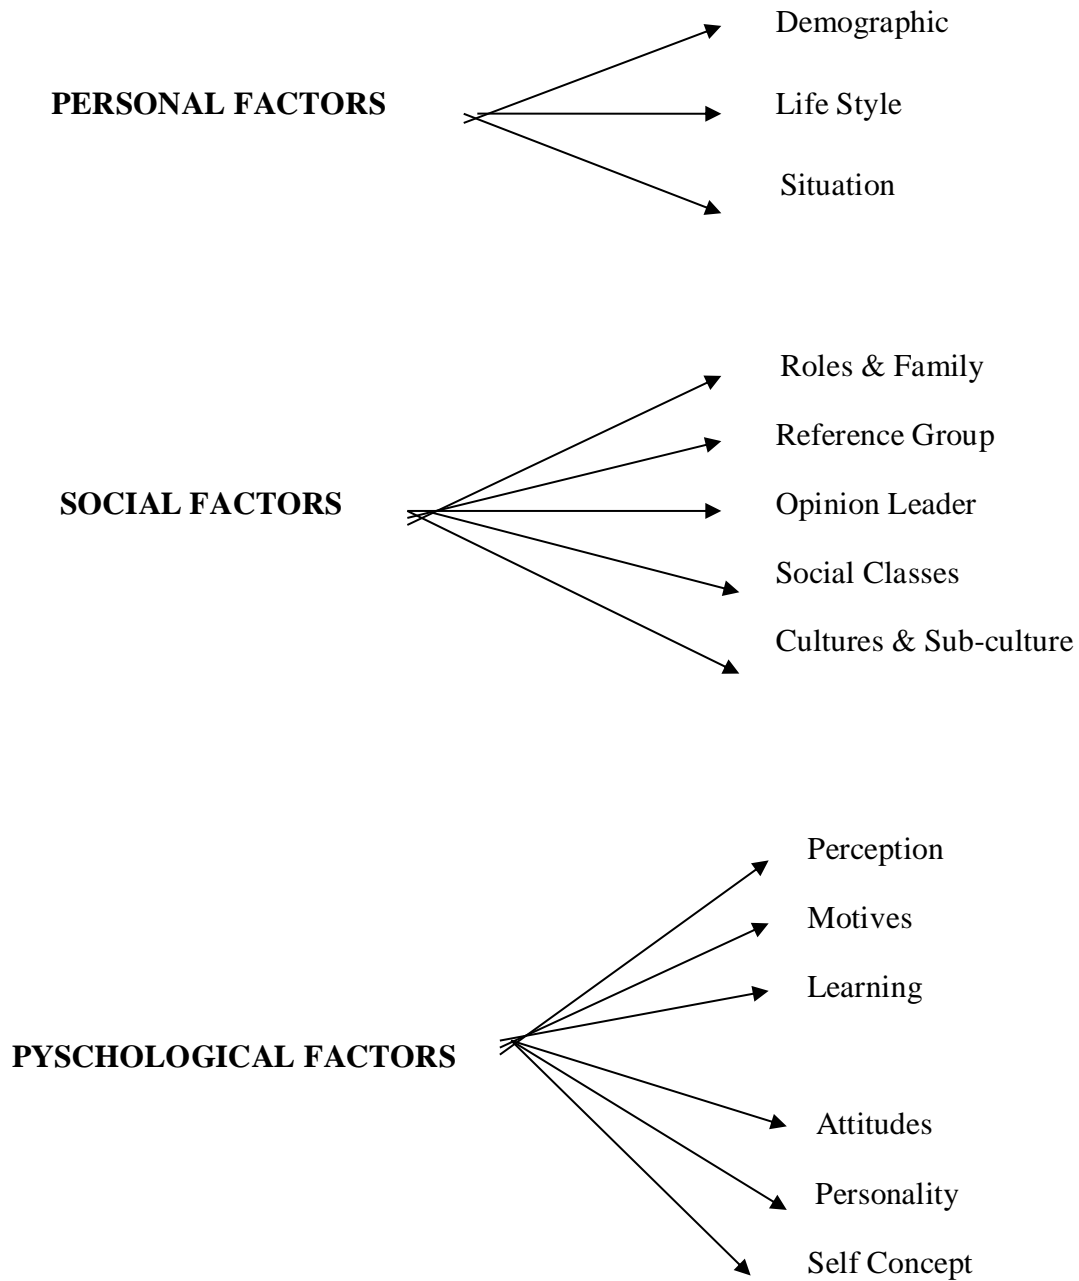 Demographic
PERSONAL FACTORS
Life Style
Situation
Roles & Family
Reference Group
SOCIAL FACTORS
Opinion Leader
Social Classes
Cultures & Sub-culture
Perception
Motives
Learning
PYSCHOLOGICAL FACTORS
Attitudes
Personality
Self Concept